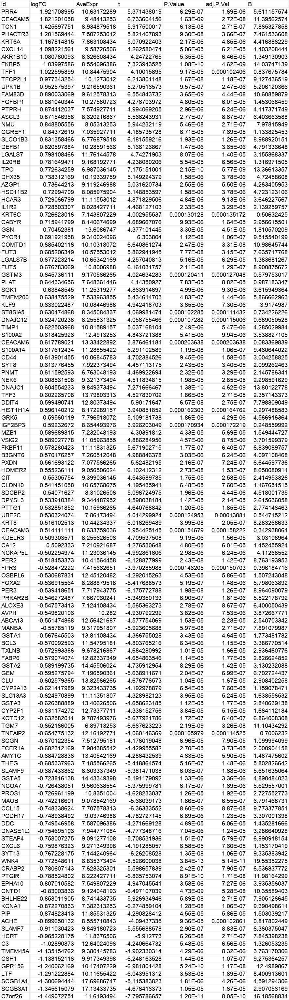 id logFC AveExpr t P.Value adj.P.Val B
PRR4 1.921708995 10.63172289 5.371438019 6.29E-07 1.69E-06 5.611157574
CEACAM5 1.821201058 9.48413253 6.733604156 1.63E-09 2.72E-08 11.39562574
TCN1 1.425697751 8.934879518 5.917500017 6.13E-08 2.71E-07 7.865327858
PHACTR3 1.201569444 7.507253012 5.821407893 9.30E-08 3.66E-07 7.461533608
KRT6A 1.167814815 7.863108434 5.070922403 2.17E-06 4.85E-06 4.416886229
CXCL14 1.098221561 9.58726506 4.262580474 5.06E-05 6.21E-05 1.403208444
AKR1B10 1.080780093 8.626608434 4.24722765 5.35E-05 6.46E-05 1.349130903
FKBP5 1.03997586 8.554096386 7.323943525 1.08E-10 4.62E-09 14.03747139
TFF1 1.022595899 10.84475904 4.10015895 9.17E-05 0.000102406 0.837675784
TFCP2L1 0.977343254 10.1273012 6.213801148 1.67E-08 1.18E-07 9.127436519
UPK1B 0.952575397 9.216590361 5.270516573 9.57E-07 2.47E-06 5.206120366
FAM83D 0.890033069 9.612578313 6.554843732 3.65E-09 4.44E-08 10.60859879
FGFBP1 0.881040344 10.27580723 4.276703972 4.80E-05 6.01E-05 1.453068459
PTPRH 0.874412037 7.574927711 4.994069205 2.96E-06 6.24E-06 4.117371749
ASCL3 0.871546958 8.620216867 5.566243931 2.77E-07 8.67E-07 6.403663588
NMU 0.848805556 8.05313253 5.944232119 5.46E-08 2.71E-07 7.97815949
CGREF1 0.84372619 7.035927711 4.185735728 6.71E-05 7.69E-05 1.133825453
SLCO1B3 0.831358466 6.776879518 6.181559216 1.93E-08 1.26E-07 8.988920151
DEFB1 0.820597884 10.28591566 5.166126867 1.47E-06 3.65E-06 4.791336648
LGALS7 0.798108466 11.76144578 4.74271903 8.07E-06 1.40E-05 3.155868337
IL20RB 0.781649471 9.168192771 4.238080206 5.54E-05 6.56E-05 1.316971505
TPO 0.772634259 6.987036145 7.175151001 2.15E-10 5.77E-09 13.36613357
DHX35 0.738312169 10.19339759 5.149224379 1.58E-06 3.78E-06 4.72458608
AZGP1 0.73644213 9.119246988 5.031620734 2.55E-06 5.50E-06 4.263405953
HSD11B2 0.72994709 8.085975904 5.148853597 1.58E-06 3.78E-06 4.723123106
HCAR3 0.729066799 11.11553012 4.871829506 4.84E-06 9.13E-06 3.646227567
IL1R2 0.728503307 8.028427711 4.468127103 2.33E-05 3.29E-05 2.139259757
KRT6C 0.726623016 7.143807229 4.002955537 0.000130128 0.000135172 0.50632425
CABYR 0.715941799 8.140674699 4.689667076 9.93E-06 1.64E-05 2.956615501
GSN 0.70452381 13.6086747 4.377101445 3.30E-05 4.51E-05 1.810570209
PYCR1 0.691921958 9.310024096 6.303804 1.12E-08 1.06E-07 9.515540199
COMTD1 0.685402116 10.10318072 6.640861274 2.47E-09 3.31E-08 10.98645744
FUT3 0.685206349 10.57553012 5.862941945 7.77E-08 3.15E-07 7.635717768
LGALS7B 0.677223214 10.65342169 4.257040813 5.16E-05 6.29E-05 1.383681267
FUT5 0.676783069 10.8006988 6.161031757 2.11E-08 1.29E-07 8.900875672
GSTM3 0.645736111 9.170566265 4.024634283 0.000120411 0.000127048 0.579753017
PLAT 0.644334656 7.648361446 4.14350927 7.83E-05 8.82E-05 0.987183347
SGK1 0.63848545 11.25319277 4.863914697 4.99E-06 9.30E-06 3.615949364
TMEM200 0.638475529 7.533963855 5.434614703 4.83E-07 1.44E-06 5.866662963
KLF9 0.633022487 10.08446988 4.942418703 3.65E-06 7.30E-06 3.9174987
ST8SIA5 0.630474868 8.345084337 4.069981474 0.000102285 0.000111432 0.734226226
DNAJC12 0.624720238 8.255831325 4.056755466 0.000107282 0.000115006 0.689050528
TIMP1 0.622503968 10.81589157 5.037168104 2.49E-06 5.47E-06 4.285029984
S100A2 0.618425926 12.4913253 4.843721388 5.41E-06 9.94E-06 3.538827105
CEACAM6 0.617789021 13.33422892 3.876461181 0.000203638 0.000203638 0.083369839
S100A14 0.617612434 11.28855422 6.291102589 1.19E-08 1.06E-07 9.460644022
CD44 0.613901455 10.06845783 4.702384526 9.45E-06 1.58E-05 3.004258825
SYT8 0.613776455 7.922373494 4.457113175 2.43E-05 3.40E-05 2.099262463
PNMT 0.611592593 6.763048193 4.469922694 2.32E-05 3.29E-05 2.145786341
NEK6 0.608561508 9.321373494 4.511834815 1.98E-05 2.85E-05 2.298591629
DNAJC1 0.604554233 9.849373494 7.271666467 1.38E-10 4.62E-09 13.80122778
TFF3 0.602265708 13.79803313 4.527830702 1.86E-05 2.71E-05 2.357143373
DDIT4 0.599490741 12.80373494 5.90171647 6.57E-08 2.75E-07 7.798809049
HIST1H1A 0.596140212 8.172289157 3.940851852 0.000162303 0.000164762 0.297488583
GRK5 0.59560119 7.796518072 5.109181738 1.86E-06 4.29E-06 4.566916364
IGF2BP3 0.59232672 8.654493976 3.926203049 0.000170934 0.000172219 0.248559992
MZB1 0.589689815 7.232048193 4.30391812 4.33E-05 5.69E-05 1.549444727
VSIG2 0.589027778 11.05963855 4.886284956 4.57E-06 8.75E-06 3.701599379
FKBP11 0.578280423 11.11831325 5.671902715 1.77E-07 6.40E-07 6.839089757
B3GNT6 0.570176257 7.260512048 4.988846378 3.03E-06 6.24E-06 4.097108468
PXDN 0.561693122 7.077566265 5.62482195 2.16E-07 7.24E-07 6.644597736
HOMER2 0.555236111 9.056506024 6.102412312 2.73E-08 1.53E-07 8.650080911
CIT 0.55305754 9.399036145 4.543589785 1.75E-05 2.58E-05 2.414953326
CLDN10 0.541451058 10.65768675 4.195435941 6.48E-05 7.60E-05 1.167651515
SDCBP2 0.54071627 8.31026506 5.096724975 1.96E-06 4.44E-06 4.518001735
DPYSL3 0.533910384 9.344487952 4.598038184 1.42E-05 2.14E-05 2.615636058
PTTG1 0.532851852 10.15966265 4.640768842 1.20E-05 1.85E-05 2.774146463
UBE2C 0.530324074 7.86173494 4.014299924 0.000124953 0.00013081 0.544715212
KRT8 0.516102513 10.44234337 6.016269489 3.99E-08 2.05E-07 8.283268633
CEACAM3 0.514111111 8.633759036 3.954425145 0.000154679 0.000158222 0.342938064
KDELR3 0.509303571 8.255626506 4.709537508 9.19E-06 1.56E-05 3.03108964
CA12 0.5092333 7.210921687 4.276530648 4.80E-05 6.01E-05 1.452455924
NCKAP5L -0.502294974 11.23036145 -4.992861606 2.98E-06 6.24E-06 4.11268552
PER2 -0.518453373 10.41564458 -6.128877999 2.43E-08 1.42E-07 8.763193953
FPR3 -0.528472222 7.415662651 -3.970285988 0.000146205 0.000150703 0.396184716
OSBPL6 -0.530687831 12.45120482 -4.292015263 4.53E-05 5.86E-05 1.507243048
FOXA2 -0.536915564 8.288879518 -5.417688573 5.19E-07 1.48E-06 5.798063892
PER3 -0.539418651 7.717943775 -6.175772788 1.98E-08 1.26E-07 8.964090079
PRKAR2B -0.546272487 7.867060241 -5.349350133 6.90E-07 1.81E-06 5.522178792
ALOXE3 -0.547573413 7.124108434 -5.565363273 2.78E-07 8.67E-07 6.400050439
AVPI1 -0.549820106 10.282 -4.930792299 3.82E-06 7.53E-06 3.872667771
ABCA13 -0.551474868 12.56421687 -4.577754069 1.53E-05 2.28E-05 2.540703342
MANBA -0.55785119 9.317951807 -5.923605688 5.97E-08 2.71E-07 7.891079987
GSTA1 -0.567645503 13.81108434 -4.366755028 3.43E-05 4.64E-05 1.773481782
BCL3 -0.570092593 11.54795181 -4.803765216 6.34E-06 1.15E-05 3.386770514
TXLNB -0.572993386 9.678216867 -4.684280992 1.01E-05 1.66E-05 2.936460776
FABP6 -0.579074074 12.82337349 -4.654863546 1.14E-05 1.77E-05 2.826624852
GSTA2 -0.589199735 14.45506024 -4.735912954 8.29E-06 1.42E-05 3.130232088
GEM -0.595275794 7.196590361 -5.638911671 2.04E-07 6.99E-07 6.702724437
CLU -0.602579365 13.82566265 -4.676776573 1.04E-05 1.67E-05 2.908402258
CYP2A13 -0.621417989 9.323433735 -4.192978879 6.54E-05 7.60E-05 1.159078471
SLC13A3 -0.624970899 11.11351807 -4.328982123 3.95E-05 5.24E-05 1.638556532
GSTA3 -0.626388889 13.40626506 -4.658623185 1.12E-05 1.77E-05 2.840639138
CYP2F1 -0.631174272 12.73377711 -4.336152756 3.84E-05 5.15E-05 1.664112184
KCTD12 -0.632582011 9.787493976 -5.677921786 1.72E-07 6.40E-07 6.864008308
TGM7 -0.652166005 6.89713253 -6.667623223 2.19E-09 3.26E-08 11.10434292
TNFAIP2 -0.654775132 12.16192771 -4.060146369 0.000105979 0.000114525 0.7006232
SCGN -0.670122354 7.512795181 -4.176019048 6.96E-05 7.90E-05 1.099994099
FCER1A -0.682312169 7.984385542 -4.429955582 2.70E-05 3.73E-05 2.000904158
AMY1C -0.684728836 13.40542169 -4.286432539 4.63E-05 5.90E-05 1.487475602
THEG -0.685337963 7.185566265 -5.418864574 5.16E-07 1.48E-06 5.802826642
SLAMF9 -0.687433862 8.603337349 -5.381471038 6.03E-07 1.68E-06 5.651635064
GSTA5 -0.723816138 14.43349398 -5.191179092 1.33E-06 3.36E-06 4.890484023
NCOA7 -0.726438051 9.560638554 -5.375999781 6.17E-07 1.69E-06 5.629557001
PROS1 -0.726961199 10.8351004 -4.628233037 1.26E-05 1.92E-05 2.727552773
MAOB -0.742216601 9.078542169 -5.66039173 1.86E-07 6.55E-07 6.791468731
CCL15 -0.748338624 7.707578313 -6.36333552 8.60E-09 8.87E-08 9.773377851
PCDH17 -0.748938492 9.03746988 -4.782727145 6.89E-06 1.23E-05 3.307001398
DDC -0.749546958 7.587096386 -4.271669128 4.89E-05 6.06E-05 1.435281666
DNASE1L3 -0.754695106 7.944771084 -4.777348716 7.04E-06 1.24E-05 3.286640928
STEAP4 -0.758007275 9.091277108 -5.708531936 1.51E-07 5.79E-07 6.990918154
CXCL6 -0.759876323 9.271349398 -4.191285057 6.58E-05 7.60E-05 1.153170419
SYT13 -0.767228175 7.144240964 -6.26208528 1.35E-08 1.06E-07 9.335383942
WNK4 -0.772548611 6.835373494 -8.526600038 3.84E-13 5.14E-11 19.55352275
CRABP2 -0.780607143 7.628325301 -5.598657839 2.42E-07 7.90E-07 6.536837772
PTGIR -0.788524802 8.222427711 -6.865753074 8.91E-10 1.71E-08 11.98164299
EPHA10 -0.807010582 7.549807229 -4.947045541 3.58E-06 7.27E-06 3.935356037
CNTD1 -0.83003836 9.124048193 -6.497107039 4.73E-09 5.28E-08 10.35589403
BHLHE22 -0.858011905 8.741433735 -5.926934946 5.89E-08 2.71E-07 7.905126645
KCNA1 -0.872270833 7.382313253 -6.274859104 1.28E-08 1.06E-07 9.390498611
PIP -0.874823413 11.85531325 -4.290828412 4.55E-05 5.86E-05 1.503039217
ACHE -0.899650132 8.555710843 -4.09437335 9.36E-05 0.000102861 0.817802449
SLAMF7 -0.911030423 9.849180723 -5.555688578 2.90E-07 8.83E-07 6.360375047
HCRT -0.965228175 11.8376506 -5.912773 6.26E-08 2.71E-07 7.845398238
C3 -1.02890873 12.64024096 -4.240664732 5.48E-05 6.56E-05 1.326053235
TMEM45A -1.135154762 9.380445783 -4.902330314 4.29E-06 8.32E-06 3.763170306
CSH1 -1.138152116 9.917349398 -6.248163528 1.44E-08 1.07E-07 9.275364257
GPR156 -1.240062169 10.17407229 -6.981801428 5.24E-10 1.17E-08 12.4989867
LTF -1.291222884 10.11655422 -6.043951312 3.53E-08 1.89E-07 8.400913601
SCGB1A1 -1.300694444 17.69686747 -5.115383823 1.81E-06 4.26E-06 4.591294306
SCGB3A1 -1.345615079 17.13433735 -4.676416373 1.05E-05 1.67E-05 2.907056169
C7orf26 -1.449072751 11.6193494 -7.795786657 1.20E-11 8.05E-10 16.18568834